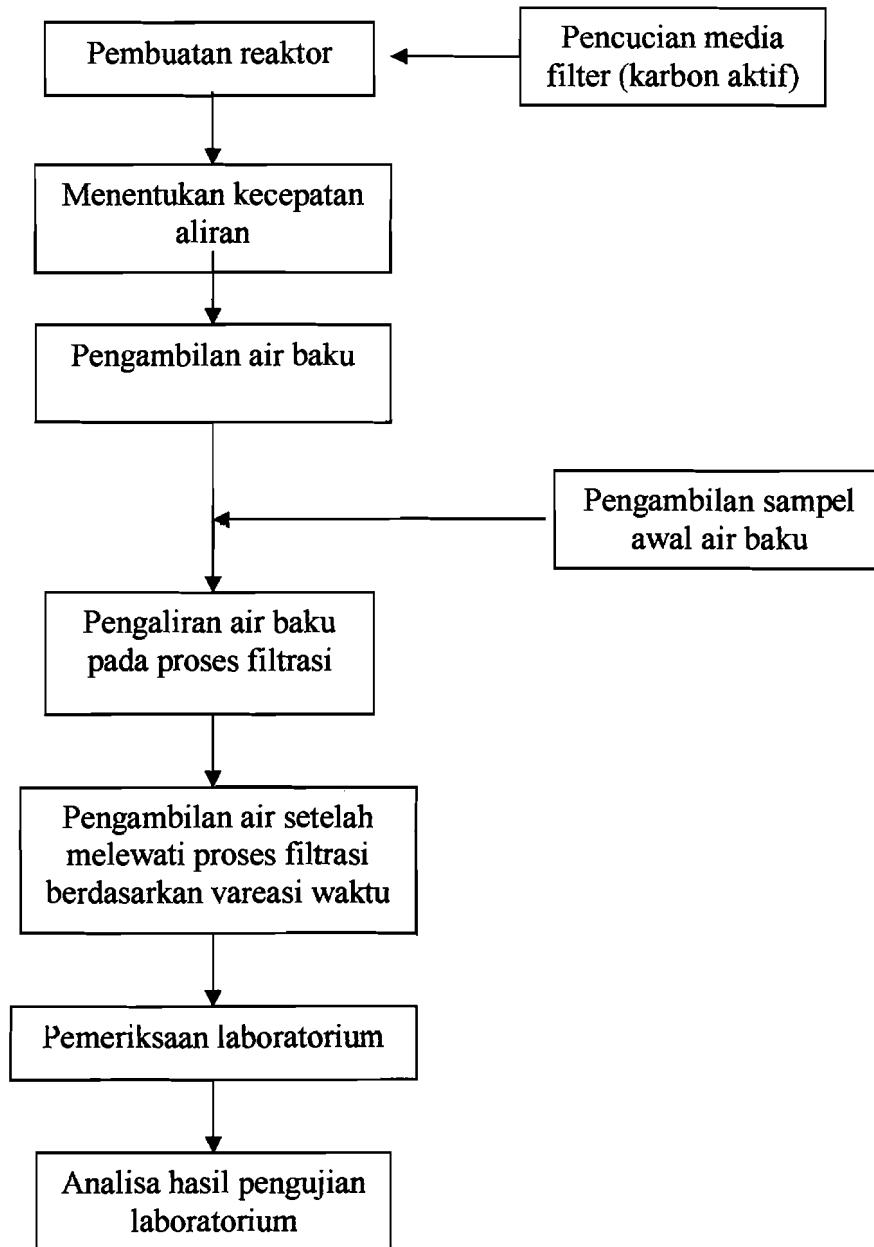 Pembuatan reaktor
Pencucian media
filter (karbon aktif)
Menentukan kecepatan
aliran
Pengambilan air baku
Pengambilan sampel
awal air baku
Pengaliran air baku
pada proses filtrasi
Pengambilan air setelah
melewati proses filtrasi
berdasarkan vareasi waktu
Pemeriksaan laboratorium
Analisa hasil pengujian
laboratorium